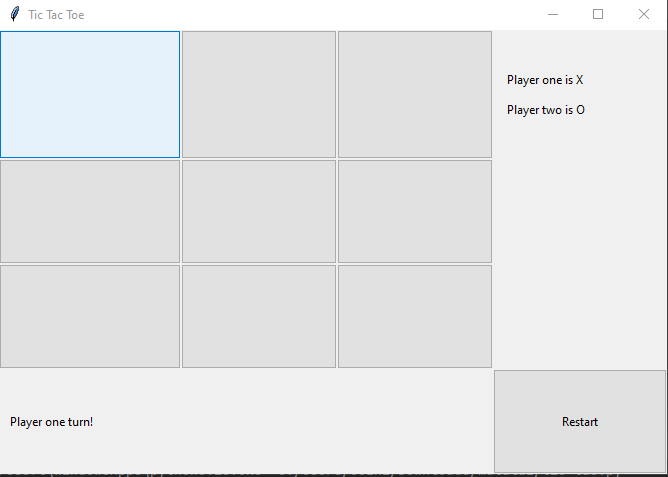 Tic Tac Toe
Player one is X
Player two is O
Player one turn!
Restart